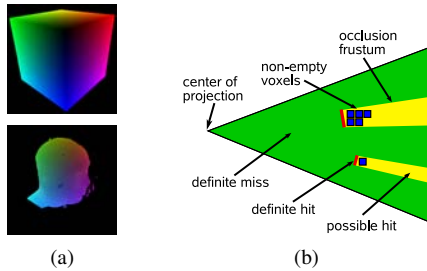 occlusion
frustum
non-empty
voxels
center of
projection
definite miss
definite hit
possible hit
(a)
(b)